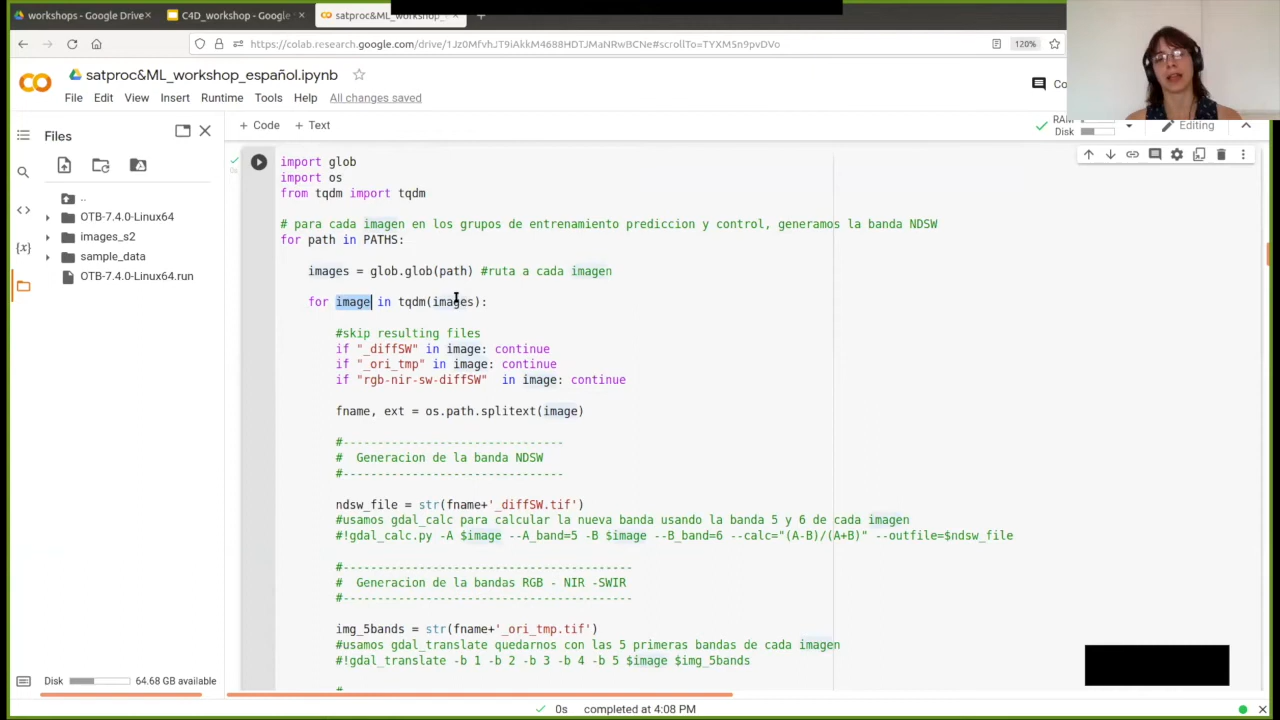 workshops - Google Drive
C4D_workshop - Google
satproc&ML_workshop_
https://colab.research.google.com/drive/1Jz0MfvhJT9iAkkM4688HDTJMaNRwBCNe#scrollTo=TYXM5n9pvDVo
120%
satproc&ML_workshop_español.ipynb
File Edit View Insert Runtime Tools Help All changes saved
Co
Files
+ Code + Text
RAM
Disk
Editing
..
OTB-7.4.0-Linux64
images_s2
sample_data
OTB-7.4.0-Linux64.run
{x}
0s
import glob
import os
from tqdm import tqdm
# para cada imagen en los grupos de entrenamiento prediccion y control, generamos la banda NDSW
for path in PATHS:
images = glob.glob(path) #ruta a cada imagen
for image in tqdm(images):
#skip resulting files
if "_diffSW" in image: continue
if "_ori_tmp" in image: continue
if "rgb-nir-sw-diffSW"  in image: continue
fname, ext = os.path.splitext(image)
#-------------------------------
#  Generacion de la banda NDSW
#-------------------------------
ndsw_file = str(fname+'_diffSW.tif')
#usamos gdal_calc para calcular la nueva banda usando la banda 5 y 6 de cada imagen
#!gdal_calc.py -A $image --A_band=5 -B $image --B_band=6 --calc="(A-B)/(A+B)" --outfile=$ndsw_file
#-----------------------------------------
#  Generacion de la bandas RGB - NIR -SWIR
#-----------------------------------------
img_5bands = str(fname+'_ori_tmp.tif')
#usamos gdal_translate quedarnos con las 5 primeras bandas de cada imagen
#!gdal_translate -b 1 -b 2 -b 3 -b 4 -b 5 $image $img_5bands
Disk 64.68 GB available
0s completed at 4:08 PM